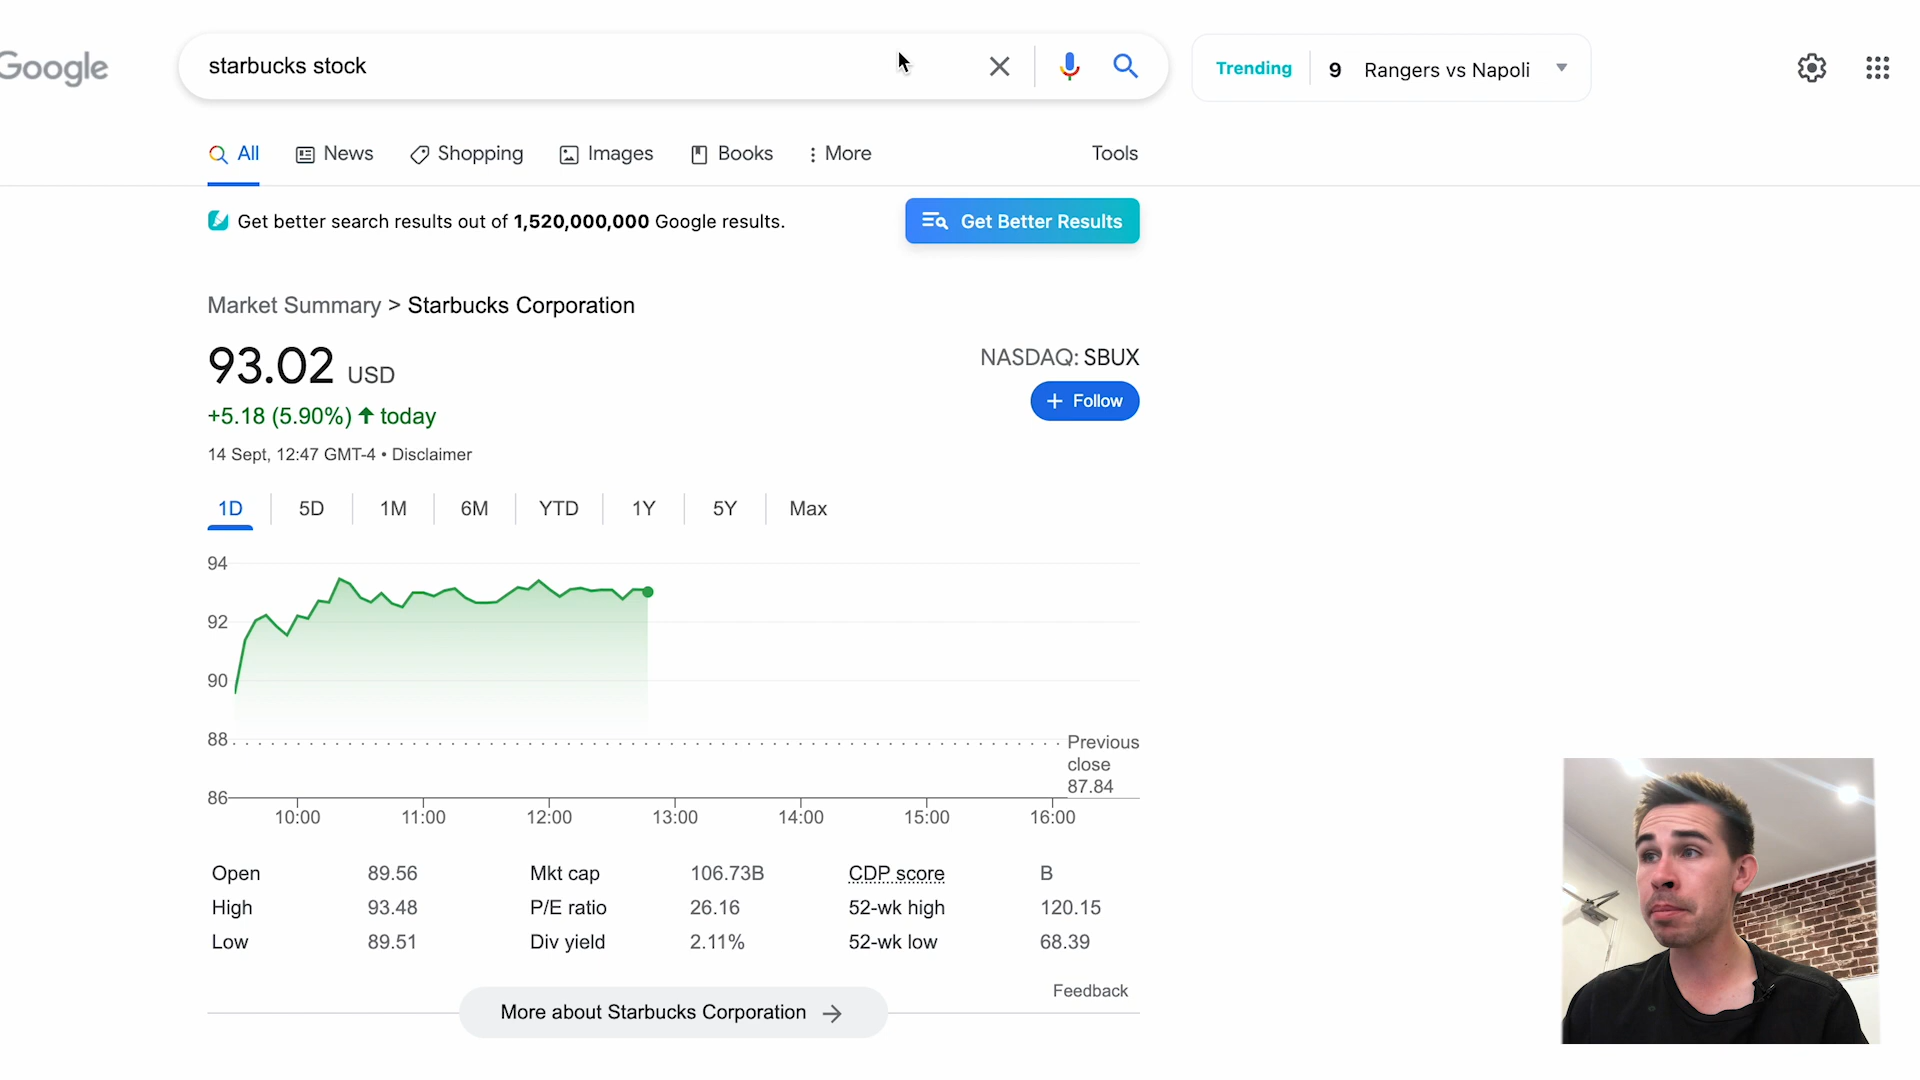 Google
starbucks stock
Trending 9 Rangers vs Napoli
All News Shopping Images Books More Tools
Get better search results out of 1,520,000,000 Google results.
Get Better Results
Market Summary > Starbucks Corporation
93.02 USD
NASDAQ: SBUX
+5.18 (5.90%) today
+ Follow
14 Sept, 12:47 GMT-4 • Disclaimer
1D 5D 1M 6M YTD 1Y 5Y Max
94
92
90
88
Previous
close
87.84
86
10:00 11:00 12:00 13:00 14:00 15:00 16:00
Open 89.56 Mkt cap 106.73B CDP score B
High 93.48 P/E ratio 26.16 52-wk high 120.15
Low 89.51 Div yield 2.11% 52-wk low 68.39
Feedback
More about Starbucks Corporation